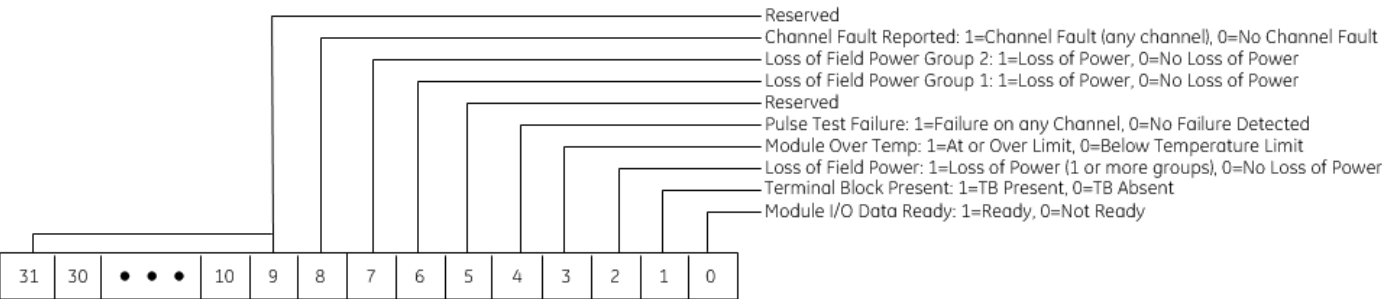 Reserved
Channel Fault Reported: 1=Channel Fault (any channel), 0=No Channel Fault
Loss of Field Power Group 2: 1=Loss of Power, 0=No Loss of Power
Loss of Field Power Group 1: 1=Loss of Power, 0=No Loss of Power
Reserved
Pulse Test Failure: 1=Failure on any Channel, 0=No Failure Detected
Module Over Temp: 1=At or Over Limit, 0=Below Temperature Limit
Loss of Field Power: 1=Loss of Power (1 or more groups), 0=No Loss of Power
Terminal Block Present: 1=TB Present, 0=TB Absent
Module I/O Data Ready: 1=Ready, 0=Not Ready
31 30 • • • 10 9 8 7 6 5 4 3 2 1 0